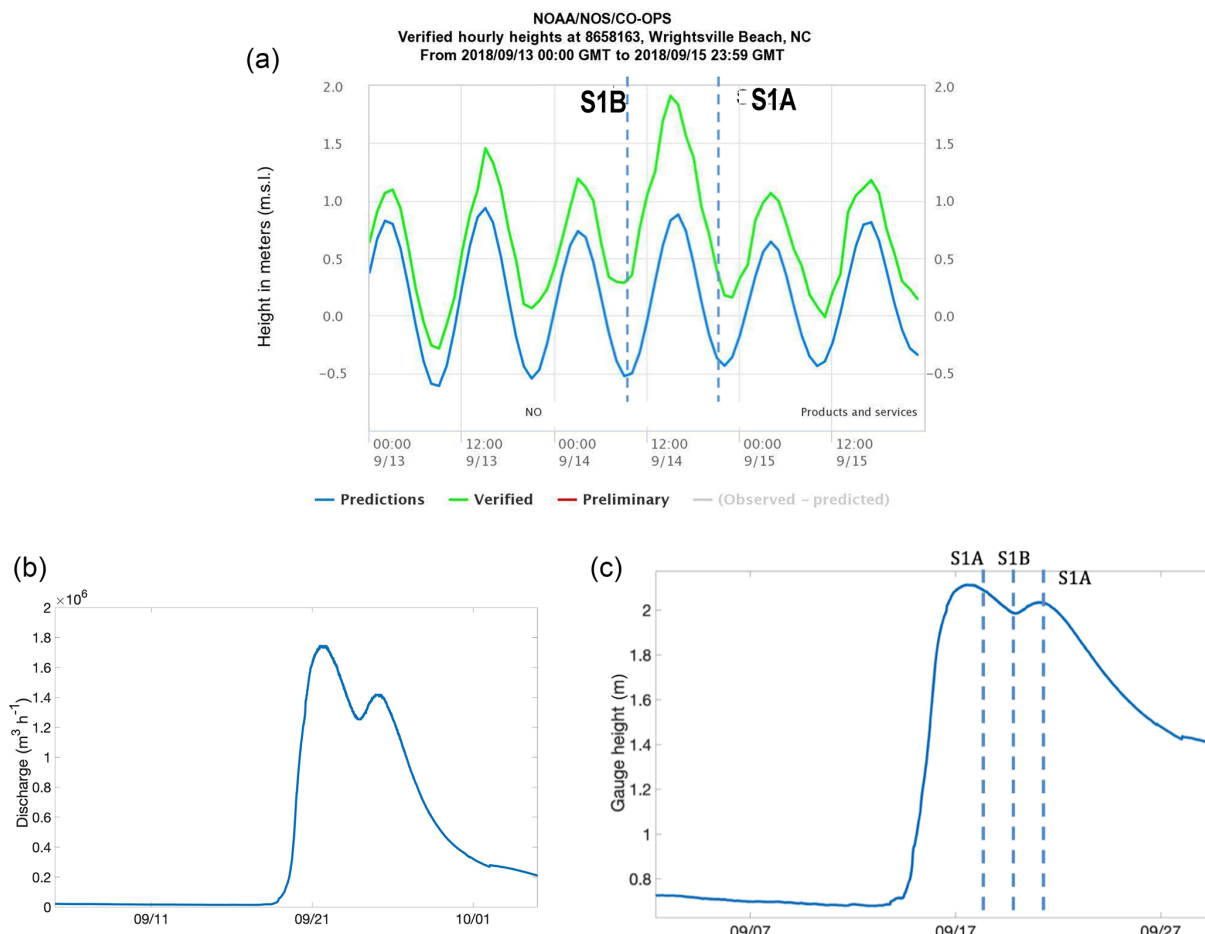 NOAA/NOS/CO-OPS
Verified hourly heights at 8658163, Wrightsville Beach, NC
From 2018/09/13 00:00 GMT to 2018/09/15 23:59 GMT
(a)
2.0
2.0
S1B
S1A
1.5
1.5
1.0
1.0
0.5
0.5
0.0
0.0
−0.5
−0.5
Height in meters (m.s.l.)
NO
Products and services
00:00 12:00 00:00 12:00 00:00 12:00
9/13 9/13 9/14 9/14 9/15 9/15
Predictions Verified Preliminary (Observed – predicted)
(b)
×10⁶
2
1.8
1.6
1.4
1.2
1
0.8
0.6
0.4
0.2
0
Discharge (m³ h⁻¹)
09/11 09/21 10/01
(c)
S1A S1B
S1A
2
1.8
1.6
1.4
1.2
1
0.8
Gauge height (m)
09/07 09/17 09/27